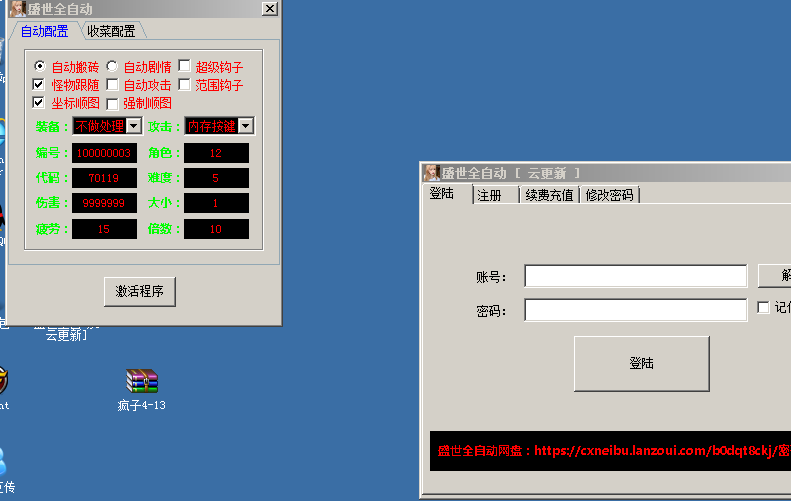 盛世全自动
自动配置 收菜配置
自动搬砖 自动剧情 超级钩子
怪物跟随 自动攻击 范围钩子
坐标顺图 强制顺图
装备： 不做处理 攻击： 内存按键
编号： 100000003 角色： 12
代码： 70119 难度： 5
伤害： 9999999 大小： 1
疲劳： 15 倍数： 10
激活程序
云更新]
疯子4-13
nt
互传
盛世全自动 [ 云更新 ]
登陆 注册 续费充值 修改密码
账号： 解
密码： 记住
登陆
盛世全自动网盘：https://cxneibu.lanzoui.com/b0dqt8ckj/密